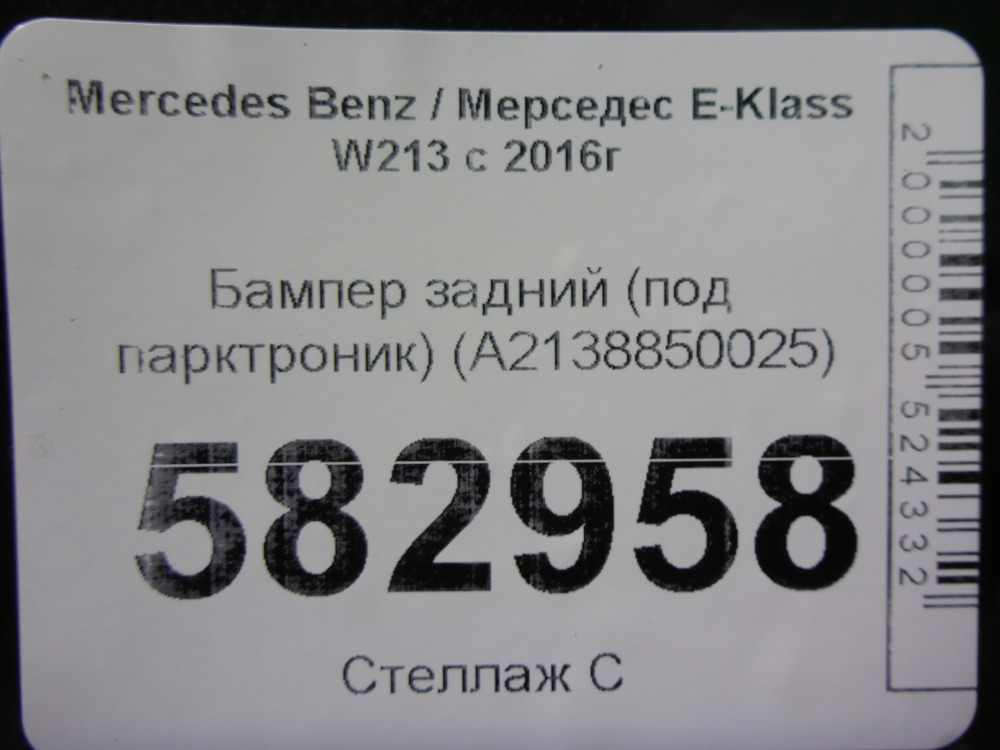 Mercedes Benz / Мерседес E-Klass
W213 с 2016г
Бампер задний (под
парктроник) (A2138850025)
582958
Стеллаж С
2000005524332